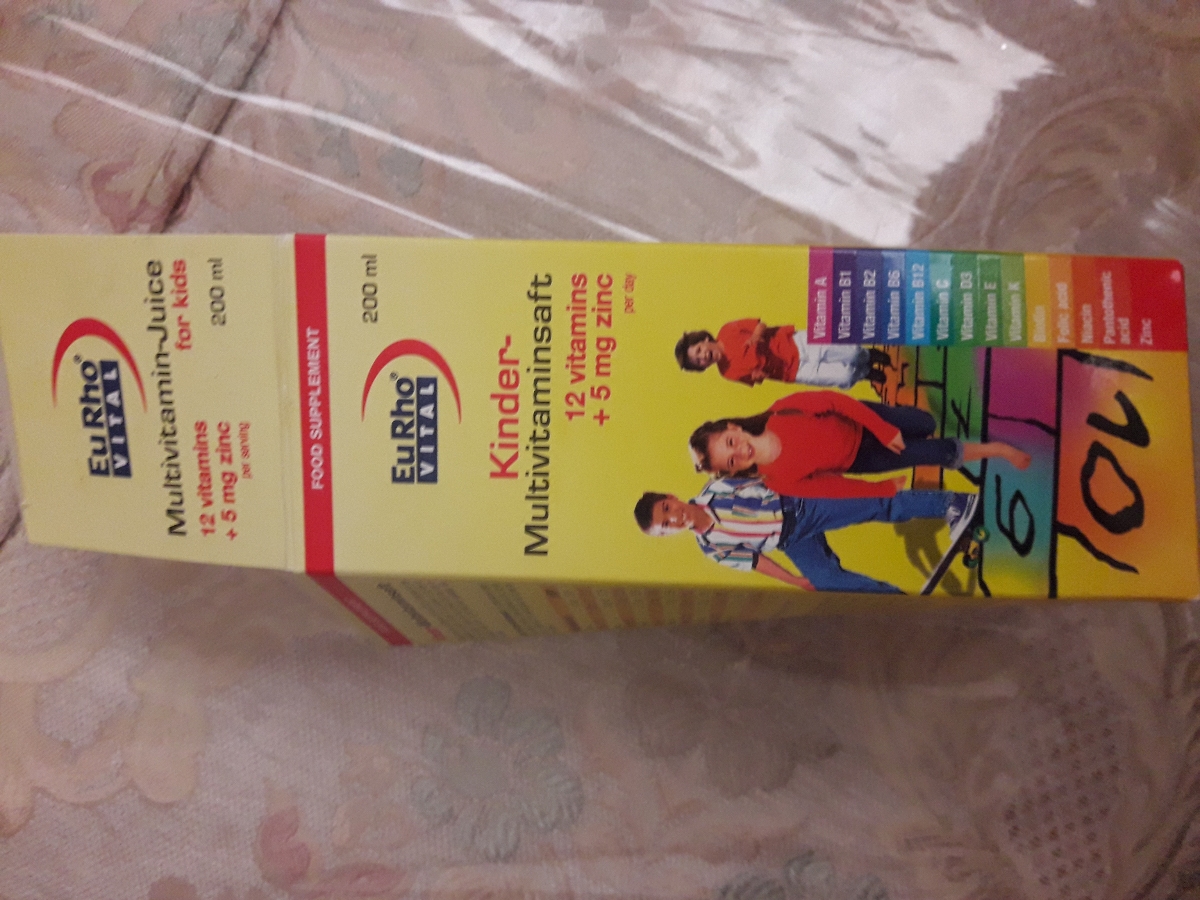 EuRho®
VITAL
Multivitamin-Juice
for kids
12 vitamins
+ 5 mg zinc
per serving
200 ml
FOOD SUPPLEMENT
200 ml
EuRho®
VITAL
Kinder-
Multivitaminsaft
12 vitamins
+ 5 mg zinc
per day
Vitamin A
Vitamin B1
Vitamin B2
Vitamin B6
Vitamin B12
Vitamin C
Vitamin D3
Vitamin E
Vitamin K
Biotin
Folic acid
Niacin
Pantothenic
acid
Zinc